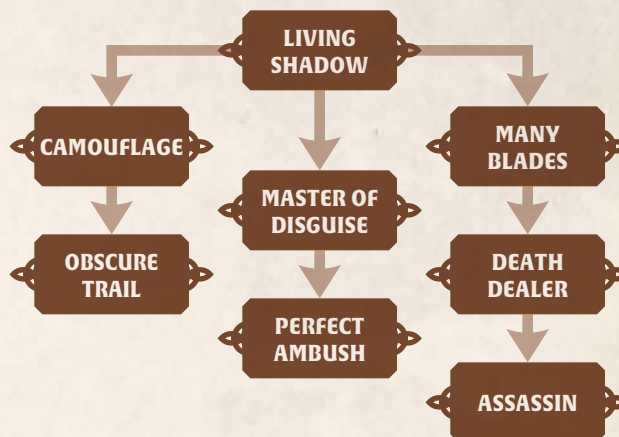 LIVING
SHADOW
CAMOUFLAGE
OBSCURE
TRAIL
MASTER OF
DISGUISE
PERFECT
AMBUSH
MANY
BLADES
DEATH
DEALER
ASSASSIN